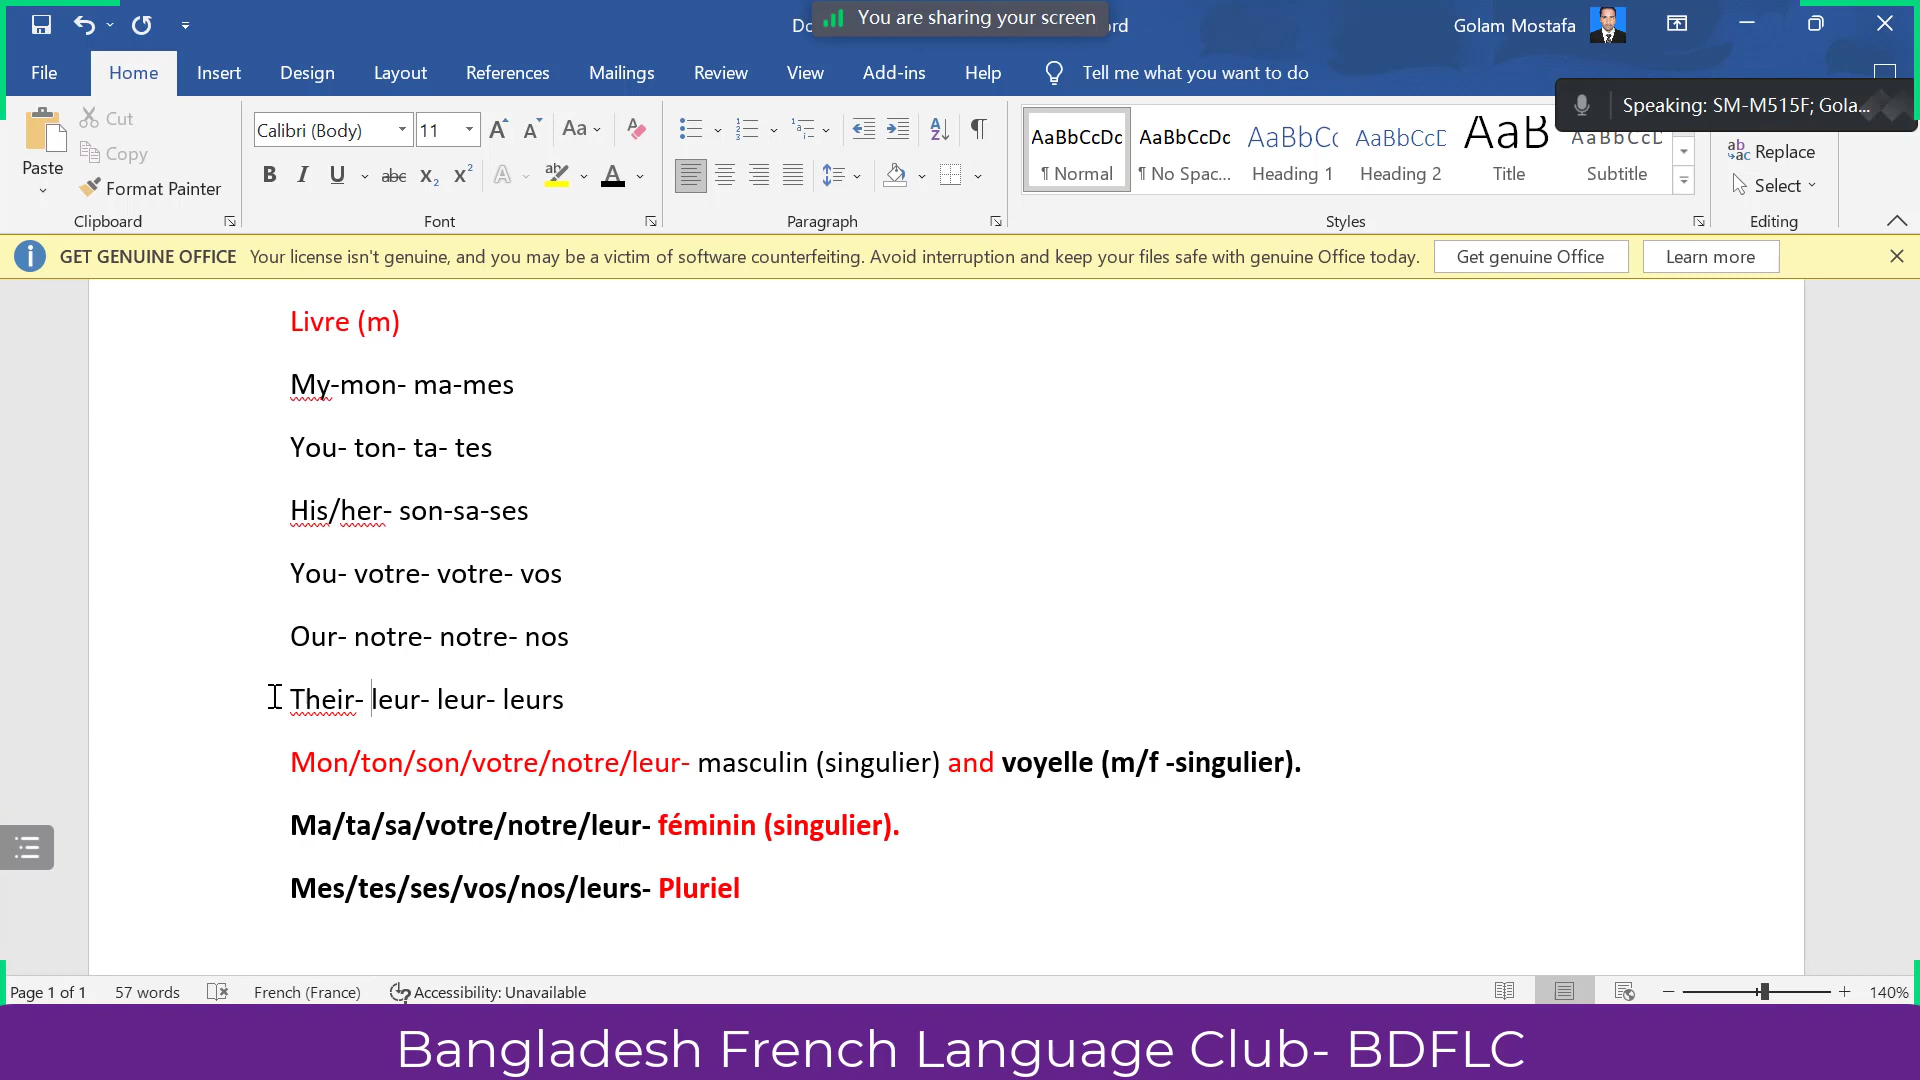 You are sharing your screen
Golam Mostafa
File Home Insert Design Layout References Mailings Review View Add-ins Help Tell me what you want to do
Speaking: SM-M515F; Gola...
Paste
Cut
Copy
Format Painter
Clipboard
Calibri (Body) 11
Font
Paragraph
AaBbCcDc AaBbCcDc AaBbCc AaBbCcD AaB AaBbCcD
¶ Normal ¶ No Spac... Heading 1 Heading 2 Title Subtitle
Styles
Replace
Select
Editing
GET GENUINE OFFICE Your license isn't genuine, and you may be a victim of software counterfeiting. Avoid interruption and keep your files safe with genuine Office today. Get genuine Office Learn more
Livre (m)
My-mon- ma-mes
You- ton- ta- tes
His/her- son-sa-ses
You- votre- votre- vos
Our- notre- notre- nos
Their- leur- leur- leurs
Mon/ton/son/votre/notre/leur- masculin (singulier) and voyelle (m/f -singulier).
Ma/ta/sa/votre/notre/leur- féminin (singulier).
Mes/tes/ses/vos/nos/leurs- Pluriel
Page 1 of 1 57 words French (France) Accessibility: Unavailable 140%
Bangladesh French Language Club- BDFLC